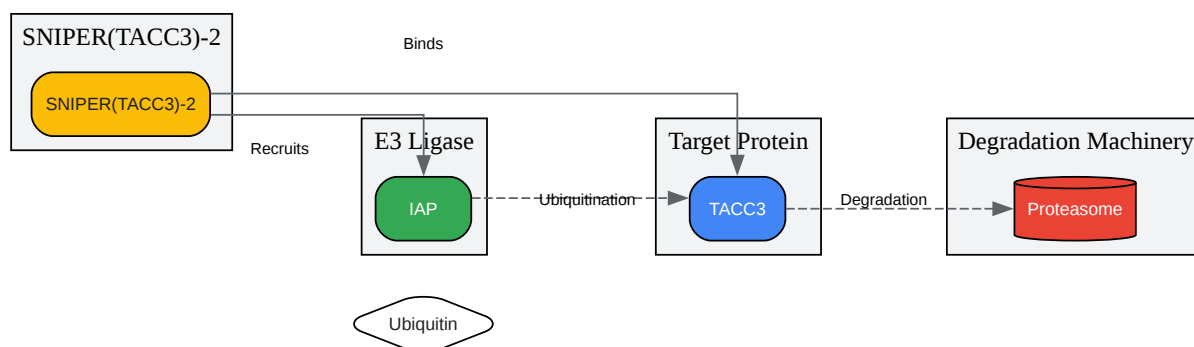 SNIPER(TACC3)-2
SNIPER(TACC3)-2
Binds
Recruits
E3 Ligase
IAP
Ubiquitination
Target Protein
TACC3
Degradation
Degradation Machinery
Proteasome
Ubiquitin